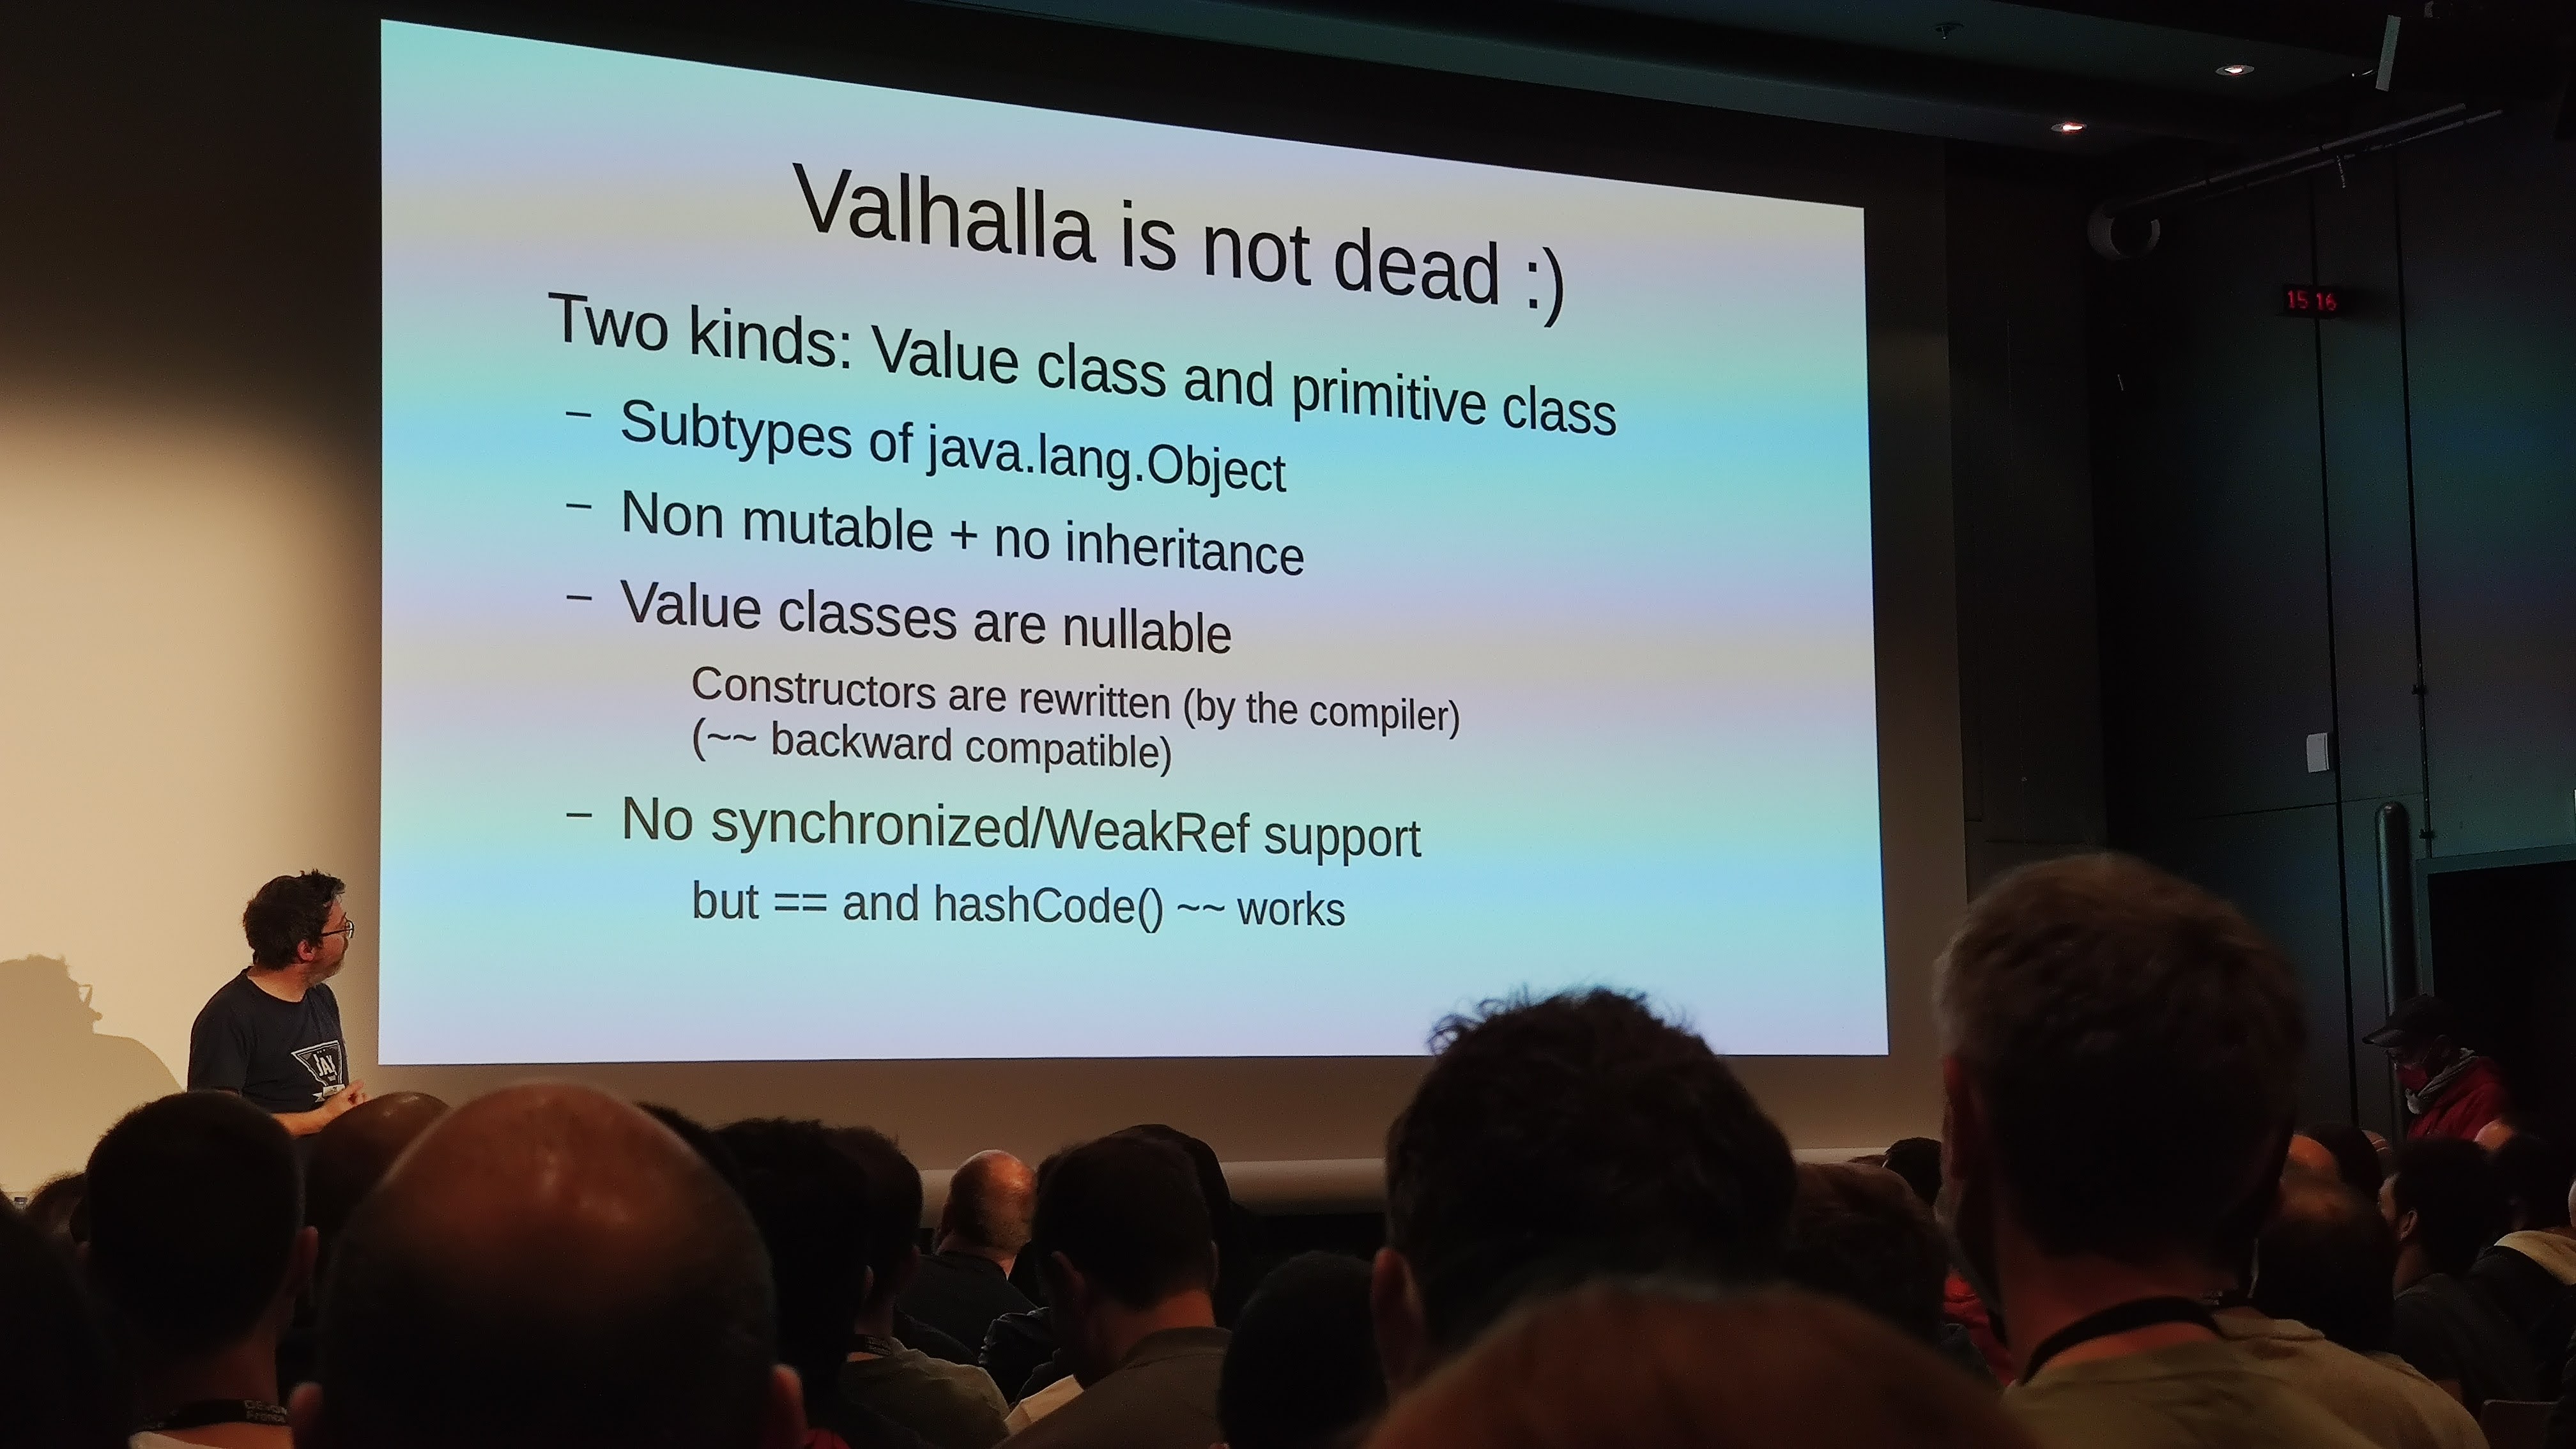 Valhalla is not dead :)
Two kinds: Value class and primitive class
– Subtypes of java.lang.Object
– Non mutable + no inheritance
– Value classes are nullable
Constructors are rewritten (by the compiler)
(~~ backward compatible)
– No synchronized/WeakRef support
but == and hashCode() ~~ works
15 16
JAX